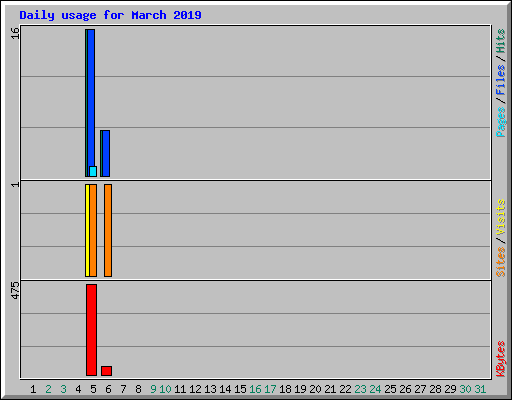 Daily usage for March 2019
16
1
475
Pages / Files / Hits
Sites / Visits
KBytes
1 2 3 4 5 6 7 8 9 10 11 12 13 14 15 16 17 18 19 20 21 22 23 24 25 26 27 28 29 30 31